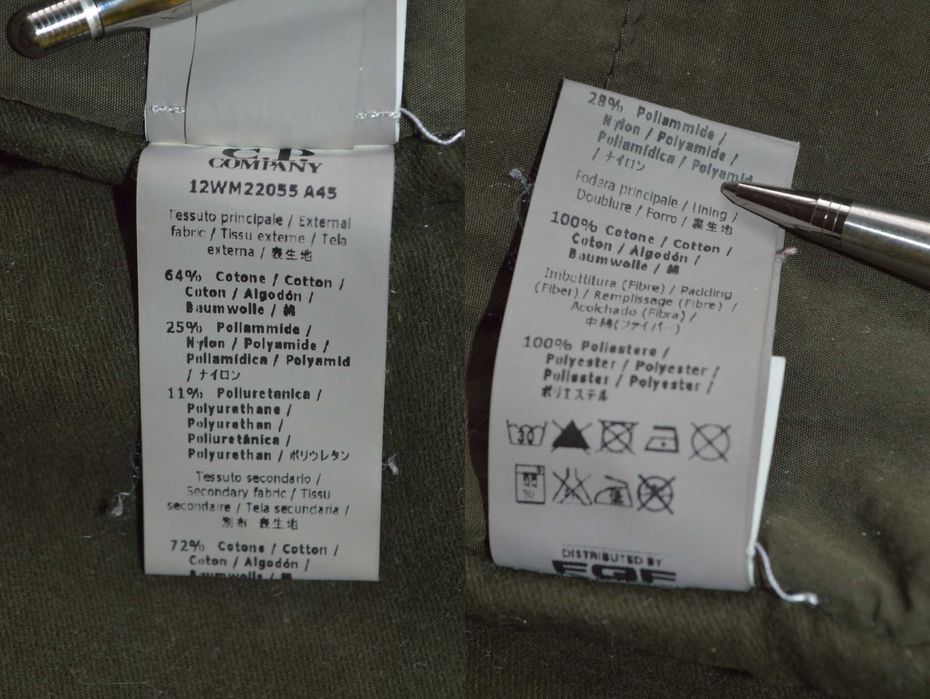 C.P.
COMPANY
12WM22055 A45
Tessuto principale / External
fabric / Tissu externe / Tela
externa / 表生地
64% Cotone / Cotton /
Coton / Algodón /
Baumwolle / 綿
25% Poliammide /
Nylon / Polyamide /
Poliamídica / Polyamid
/ ナイロン
11% Poliuretanica /
Polyurethane /
Polyurethan /
Poliuretánica /
Polyurethan / ポリウレタン
Tessuto secondario /
Secondary fabric / Tissu
secondaire / Tela secundaria /
別布 表生地
72% Cotone / Cotton /
Coton / Algodón /
Baumwolle / 綿
28% Poliammide /
Nylon / Polyamide /
Poliamídica / Polyamid
/ ナイロン
Fodera principale / Lining /
Doublure / Forro / 裏生地
100% Cotone / Cotton /
Coton / Algodón /
Baumwolle / 綿
Imbottitura (Fibre) / Padding
(Fiber) / Remplissage (Fibre) /
Acolchado (Fibra) /
中綿(ファイバー)
100% Poliestere /
Polyester / Polyester /
Poliester / Polyester /
ポリエステル
30
DISTRIBUTED BY
FGF